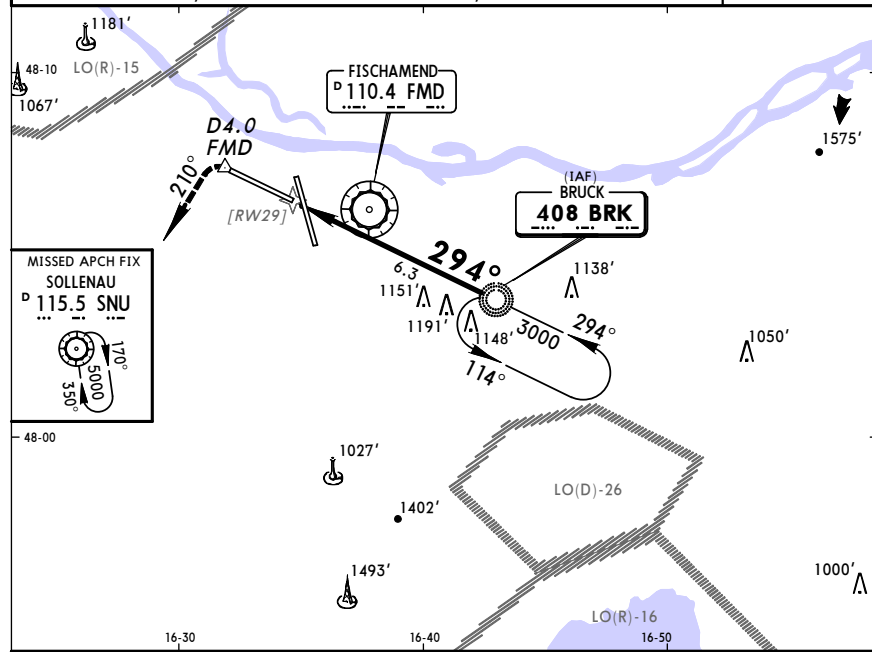 1181'
LO(R)-15
48-10
1067'
FISCHAMEND
D 110.4 FMD
D4.0
FMD
210°
[RW29]
1575'
(IAF)
BRUCK
408 BRK
294°
6.3
1138'
1151'
1191'
1148'
3000
294°
114°
1050'
MISSED APCH FIX
SOLLENAU
D 115.5 SNU
170°
5000
350°
48-00
1027'
LO(D)-26
1402'
1493'
1000'
LO(R)-16
16-30
16-40
16-50